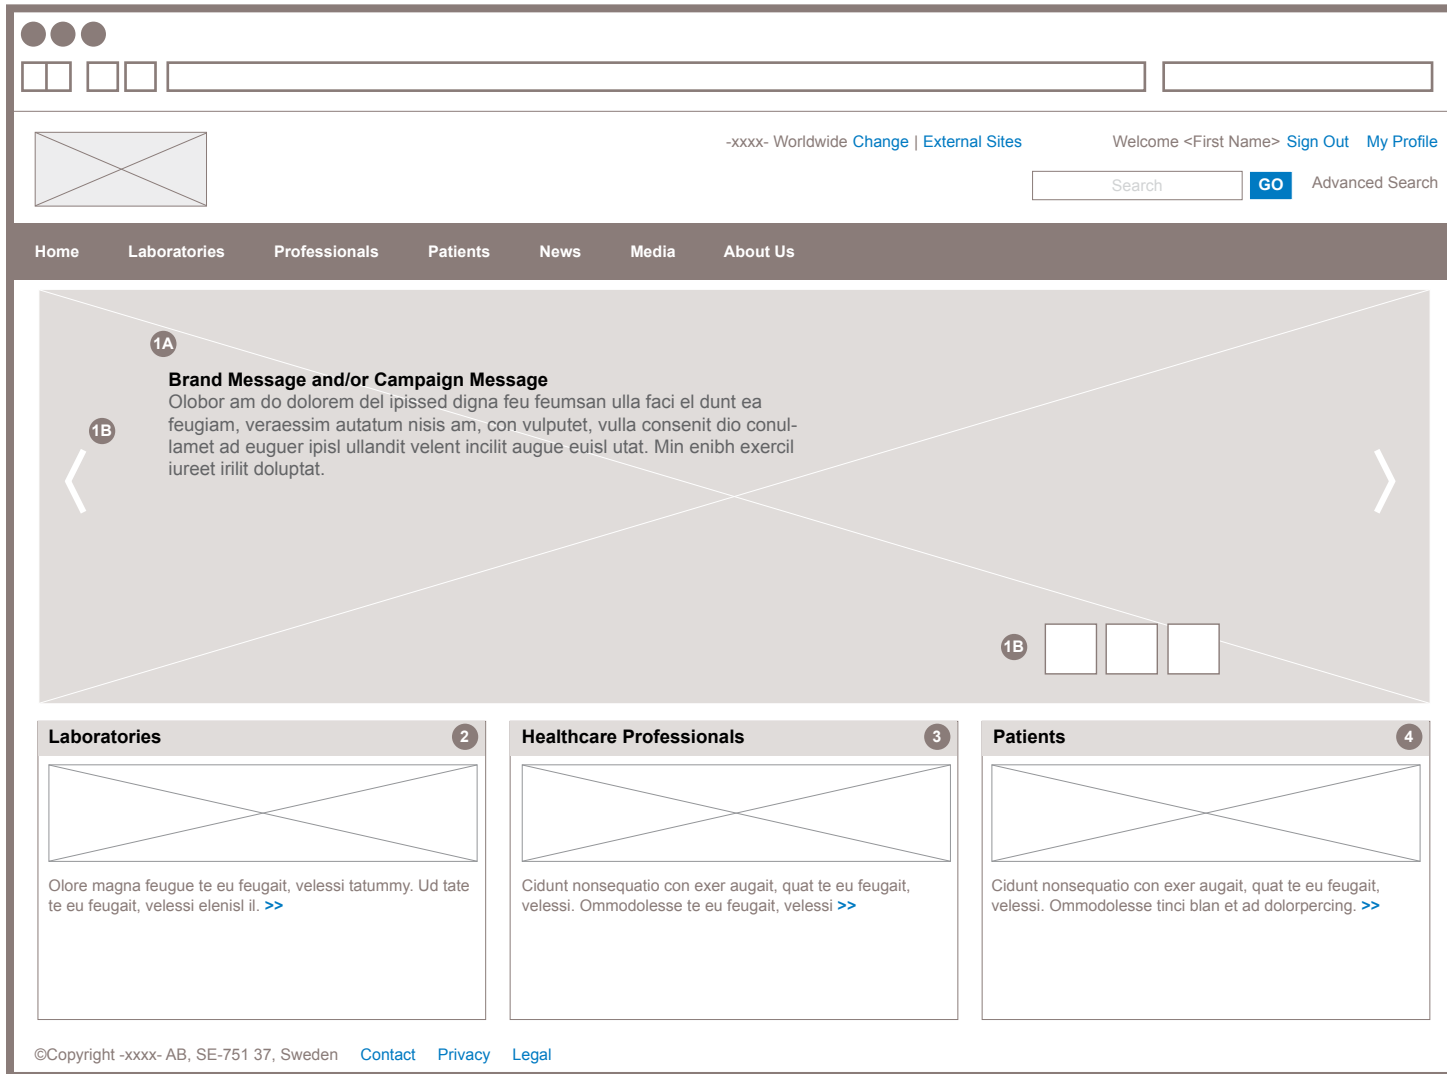 -xxxx- Worldwide Change | External Sites Welcome <First Name> Sign Out My Profile
Search GO Advanced Search
Home Laboratories Professionals Patients News Media About Us
1A
Brand Message and/or Campaign Message
Olobor am do dolorem del ipissed digna feu feumsan ulla faci el dunt ea
feugiam, veraessim autatum nisis am, con vulputet, vulla consenit dio conul-
lamet ad euguer ipisl ullandit velent incilit augue euisl utat. Min enibh exercil
iureet irilit doluptat.
1B
1B
Laboratories 2
Olore magna feugue te eu feugait, velessi tatummy. Ud tate
te eu feugait, velessi elenisl il. >>
Healthcare Professionals 3
Cidunt nonsequatio con exer augait, quat te eu feugait,
velessi. Ommodolesse te eu feugait, velessi >>
Patients 4
Cidunt nonsequatio con exer augait, quat te eu feugait,
velessi. Ommodolesse tinci blan et ad dolorpercing. >>
©Copyright -xxxx- AB, SE-751 37, Sweden Contact Privacy Legal